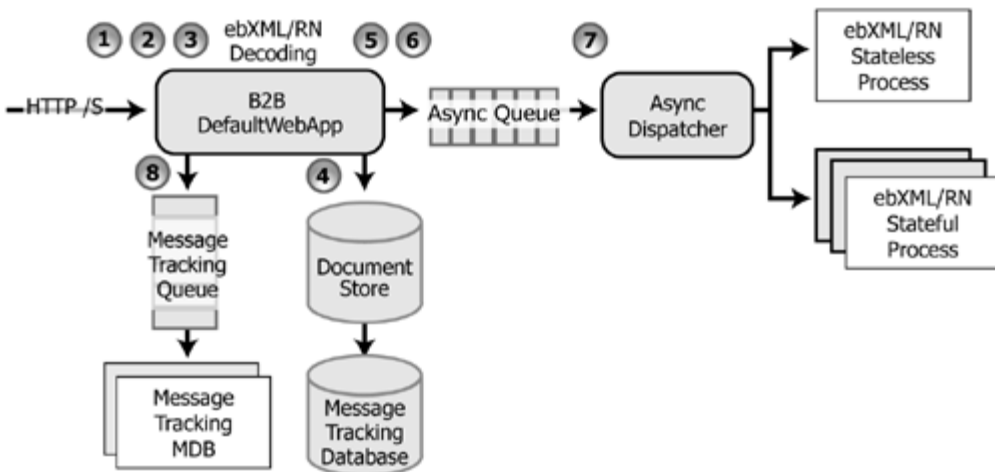 1 2 3
ebXML/RN
Decoding
5 6
7
HTTP /S
B2B
DefaultWebApp
Async Queue
Async
Dispatcher
ebXML/RN
Stateless
Process
8
4
Message
Tracking
Queue
Document
Store
ebXML/RN
Stateful
Process
Message
Tracking
MDB
Message
Tracking
Database